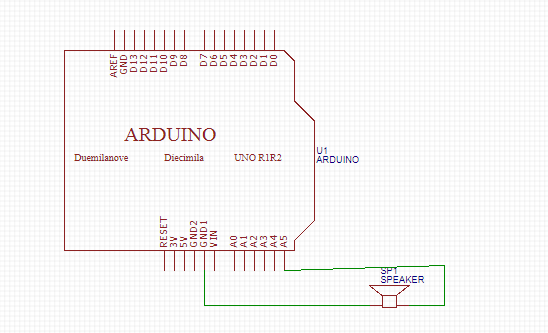 AREF GND D13 D12 D11 D10 D9 D8 D7 D6 D5 D4 D3 D2 D1 D0
ARDUINO
Duemilanove Diecimila UNO R1R2
U1
ARDUINO
RESET 3V 5V GND2 GND1 VIN A0 A1 A2 A3 A4 A5
SP1
SPEAKER